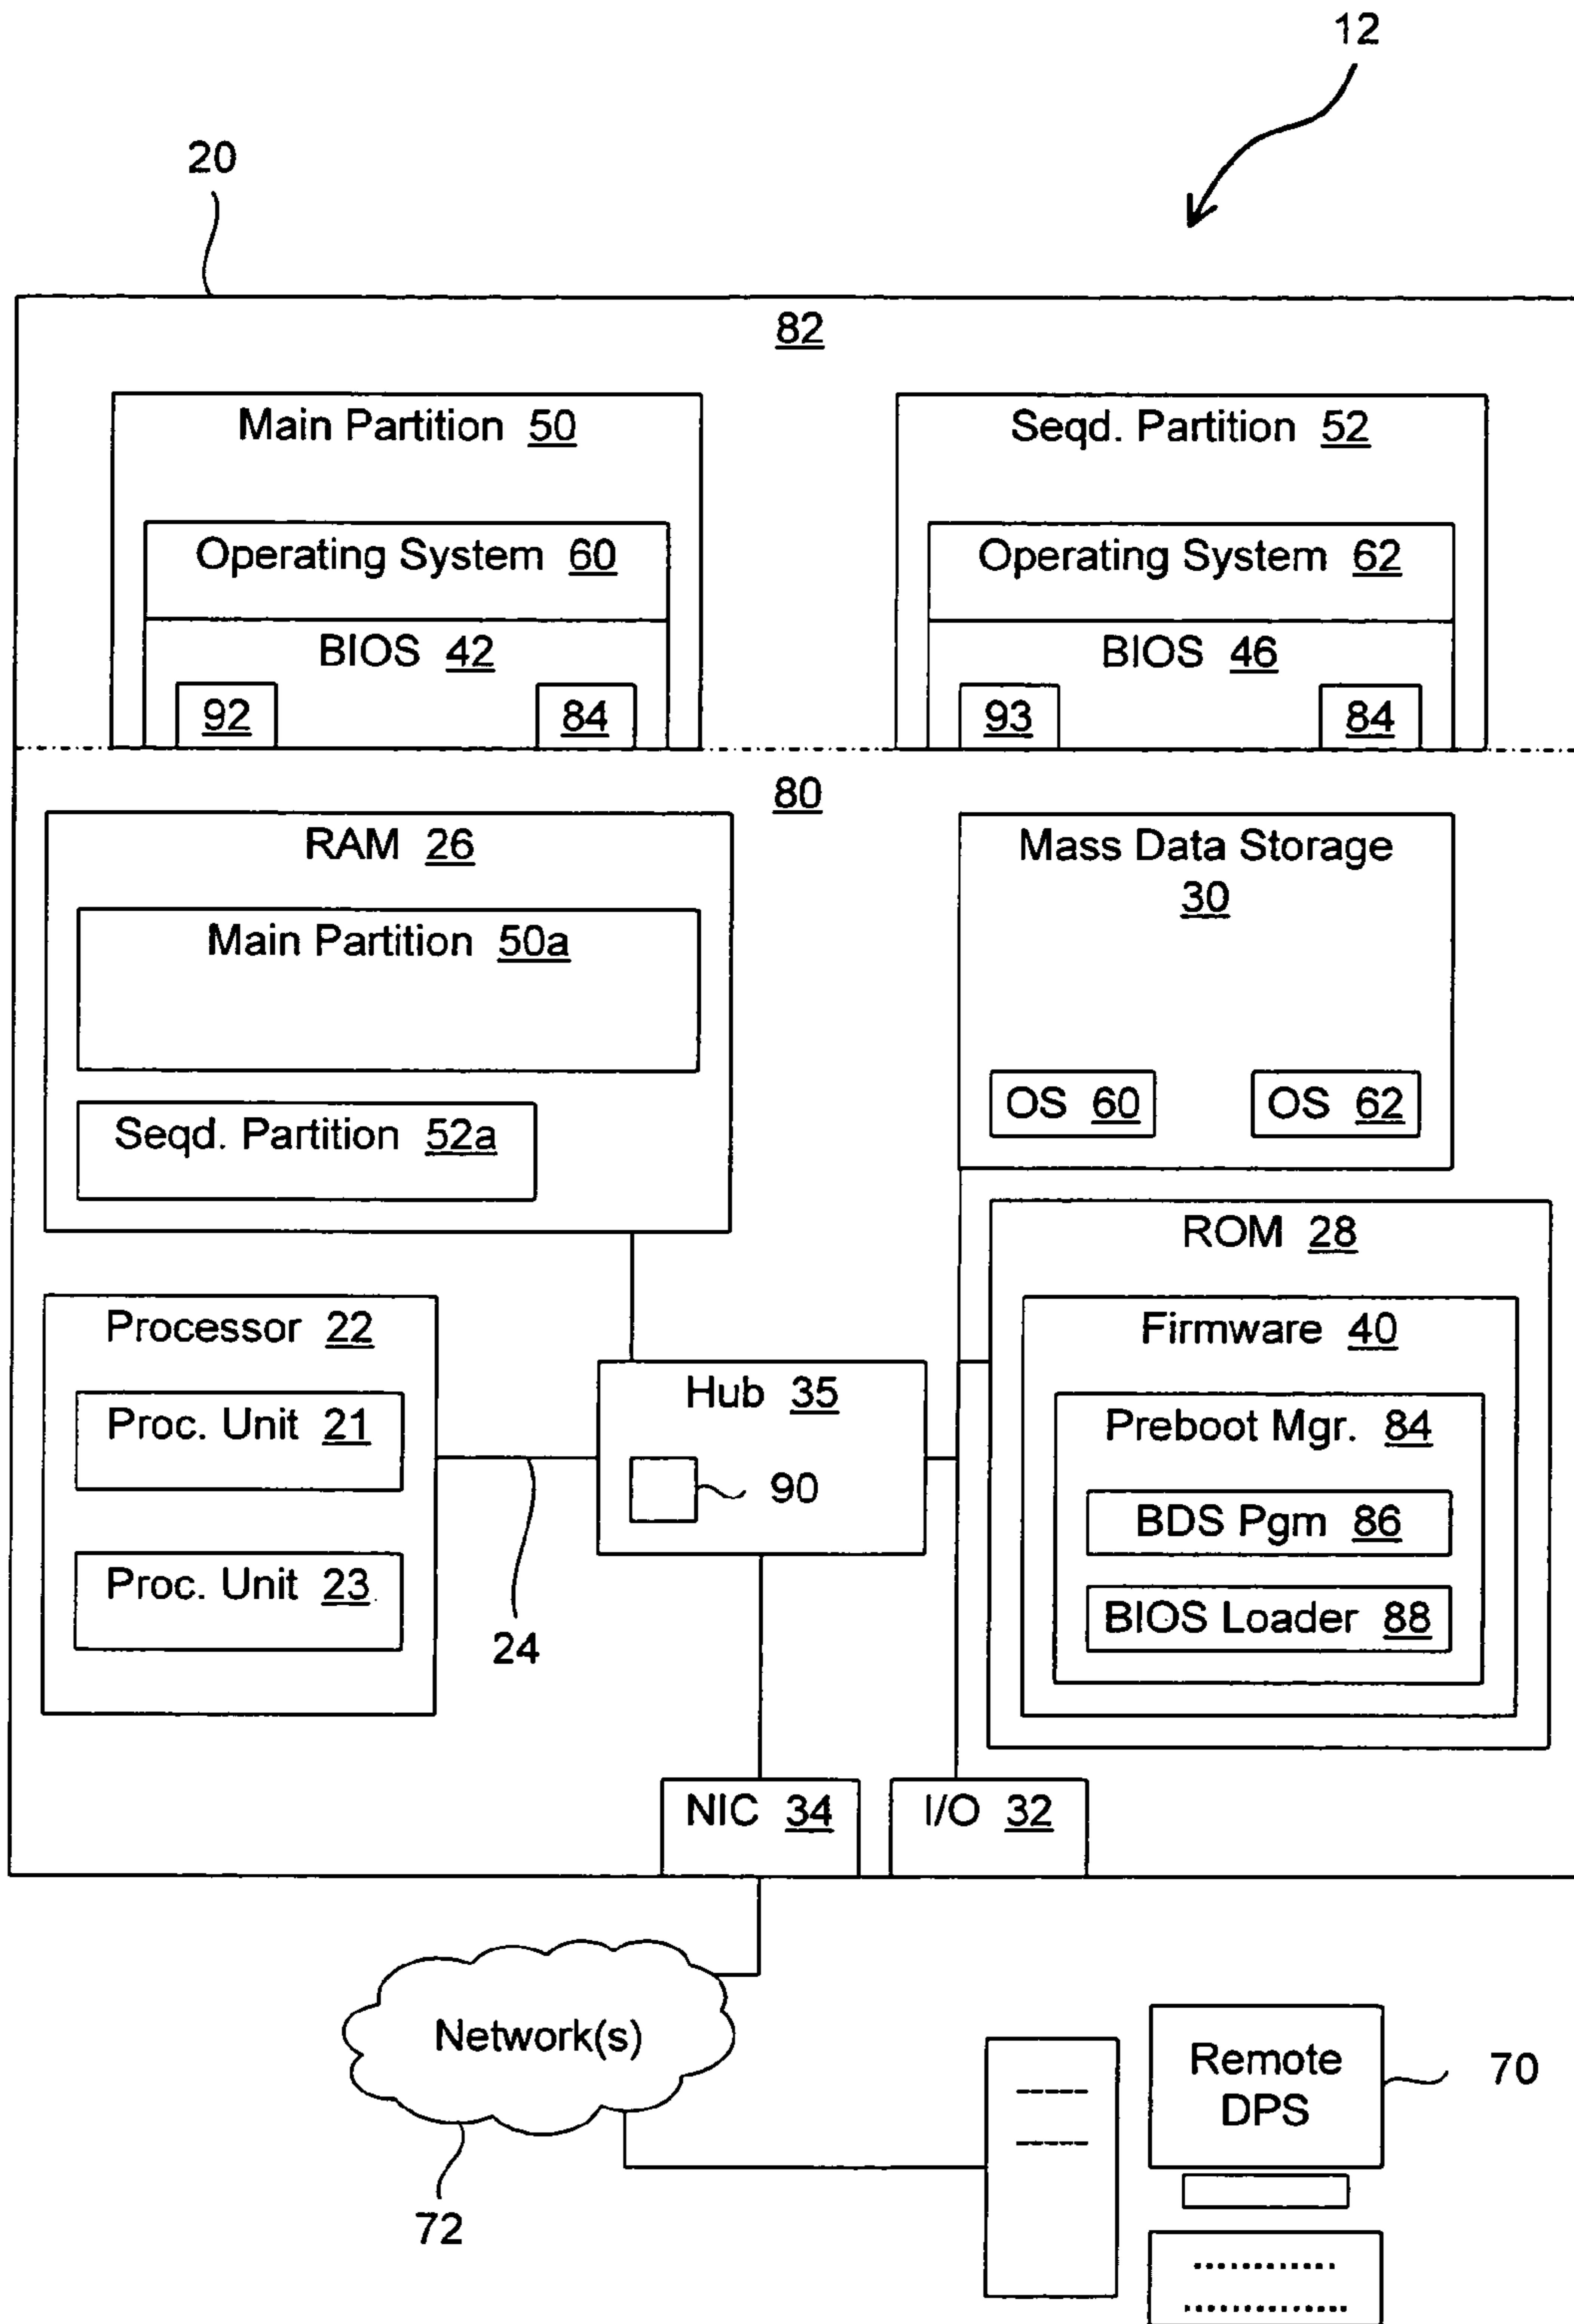 12
20
82
Main Partition 50
Seqd. Partition 52
Operating System 60
Operating System 62
BIOS 42
BIOS 46
92
84
93
84
80
RAM 26
Mass Data Storage
30
Main Partition 50a
OS 60
OS 62
Seqd. Partition 52a
ROM 28
Processor 22
Firmware 40
Hub 35
Proc. Unit 21
Preboot Mgr. 84
90
BDS Pgm 86
Proc. Unit 23
BIOS Loader 88
24
NIC 34
I/O 32
Network(s)
Remote
DPS
70
72